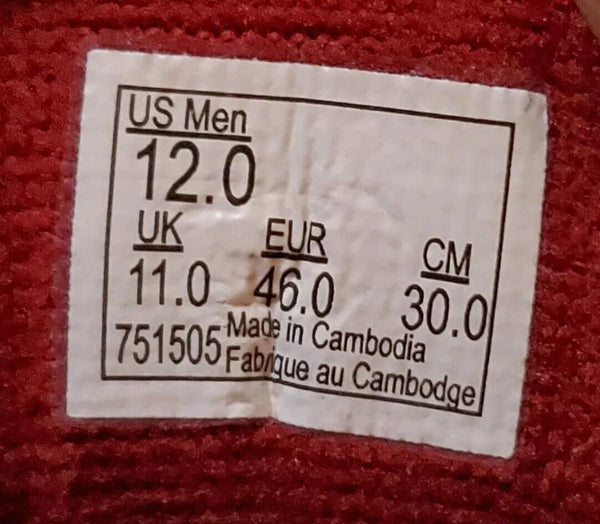 US Men
12.0
UK EUR CM
11.0 46.0 30.0
751505 Made in Cambodia
Fabrique au Cambodge